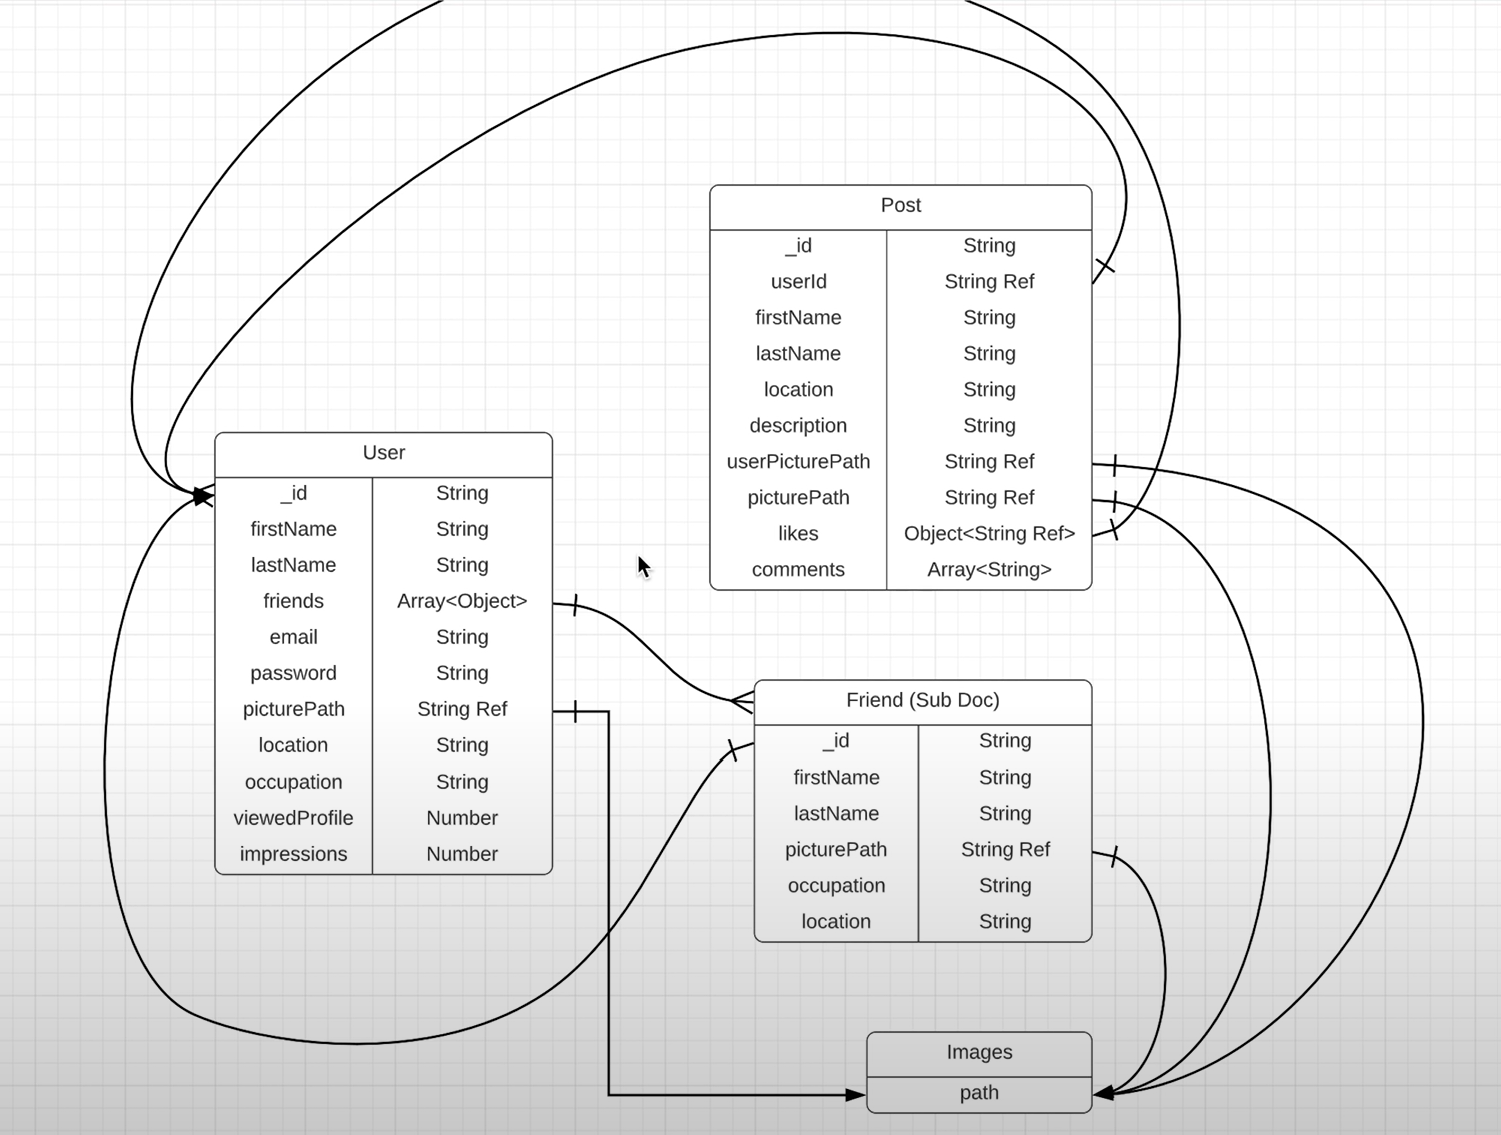 Post
_id String
userId String Ref
firstName String
lastName String
location String
description String
userPicturePath String Ref
picturePath String Ref
likes Object<String Ref>
comments Array<String>
User
_id String
firstName String
lastName String
friends Array<Object>
email String
password String
picturePath String Ref
location String
occupation String
viewedProfile Number
impressions Number
Friend (Sub Doc)
_id String
firstName String
lastName String
picturePath String Ref
occupation String
location String
Images
path